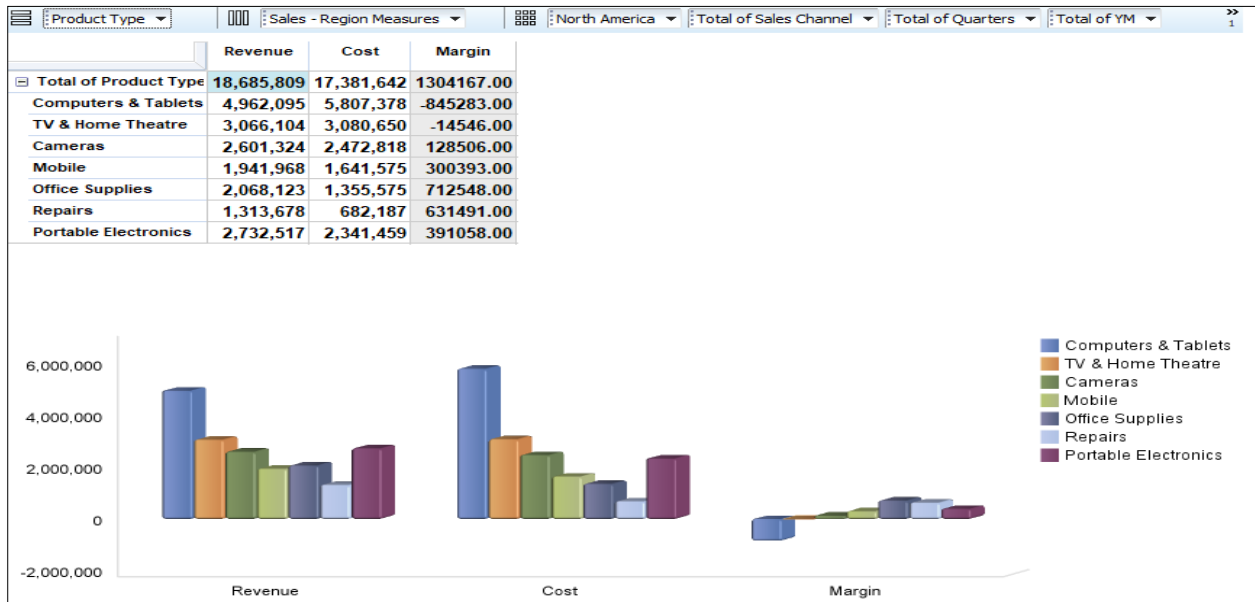 Product Type Sales - Region Measures North America Total of Sales Channel Total of Quarters Total of YM »
1
Revenue Cost Margin
Total of Product Type 18,685,809 17,381,642 1304167.00
Computers & Tablets 4,962,095 5,807,378 -845283.00
TV & Home Theatre 3,066,104 3,080,650 -14546.00
Cameras 2,601,324 2,472,818 128506.00
Mobile 1,941,968 1,641,575 300393.00
Office Supplies 2,068,123 1,355,575 712548.00
Repairs 1,313,678 682,187 631491.00
Portable Electronics 2,732,517 2,341,459 391058.00
6,000,000
4,000,000
2,000,000
0
-2,000,000
Revenue Cost Margin
Computers & Tablets
TV & Home Theatre
Cameras
Mobile
Office Supplies
Repairs
Portable Electronics